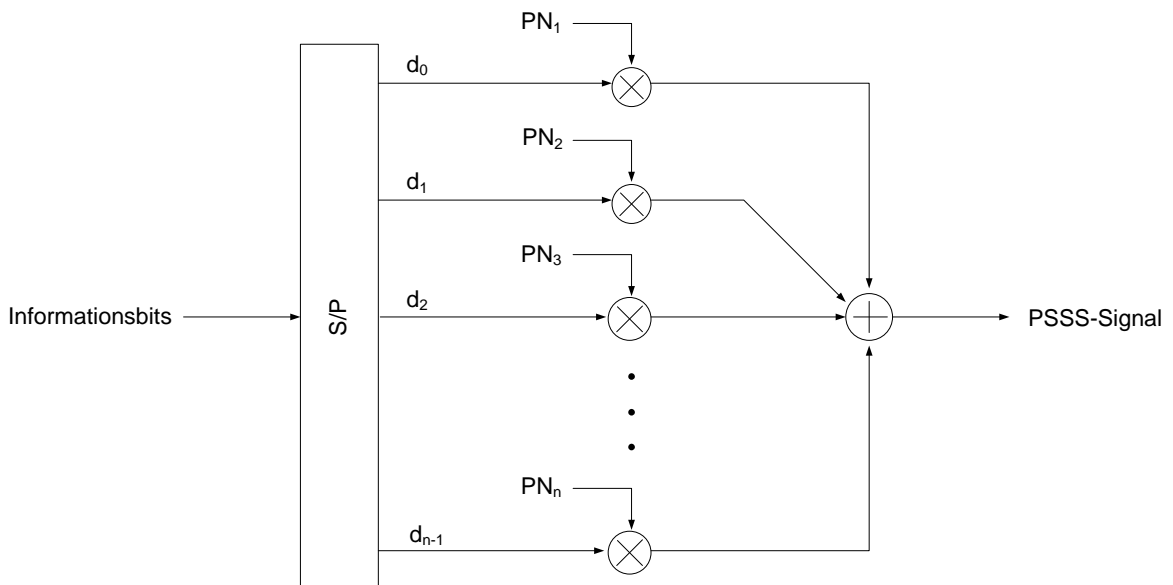 PN₁
d₀
PN₂
d₁
PN₃
d₂
Informationsbits
S/P
PSSS-Signal
PNₙ
dₙ₋₁